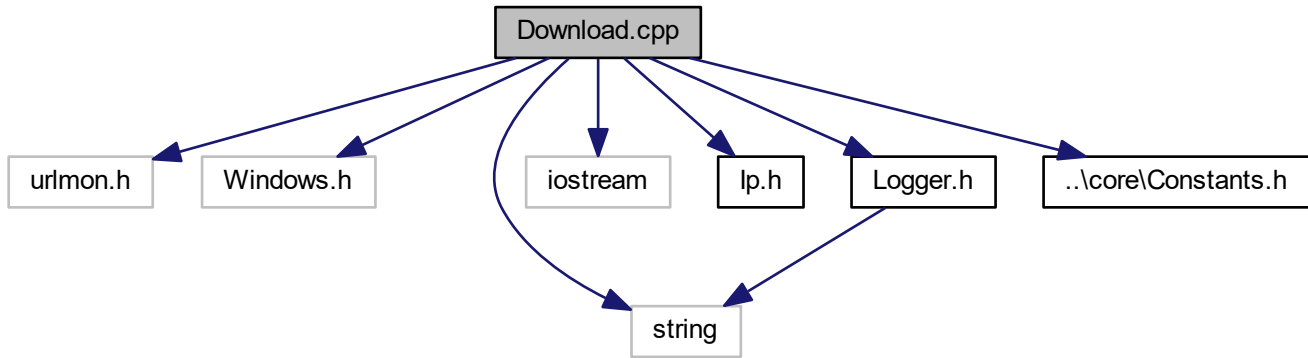 Download.cpp
urlmon.h
Windows.h
iostream
Ip.h
Logger.h
..\core\Constants.h
string